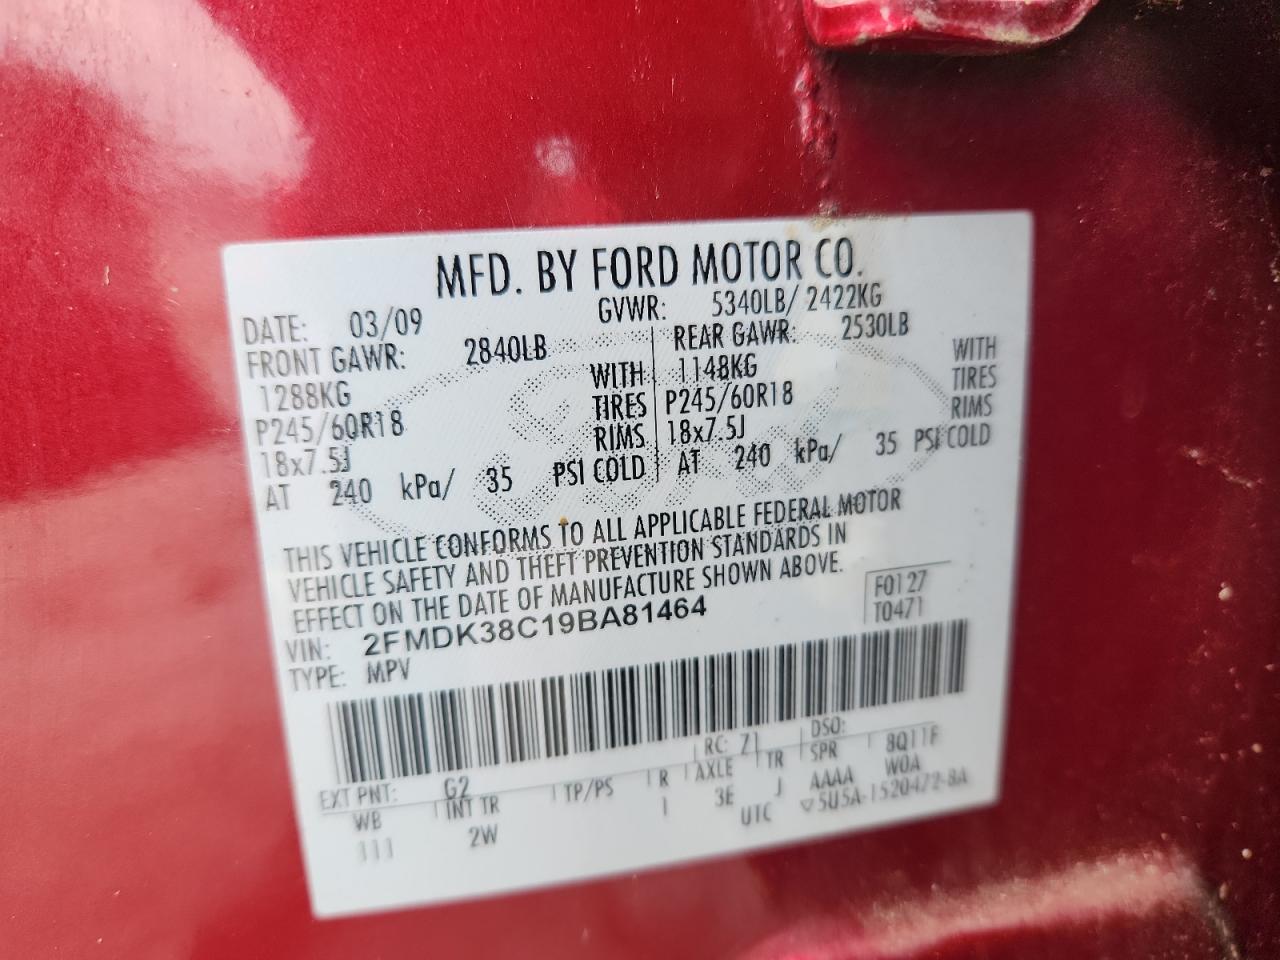 MFD. BY FORD MOTOR CO.
DATE: 03/09 GVWR: 5340LB/ 2422KG
FRONT GAWR: 2840LB REAR GAWR: 2530LB
1288KG WITH 1148KG WITH
P245/60R18 TIRES P245/60R18 TIRES
18x7.5J RIMS 18x7.5J RIMS
AT 240 kPa/ 35 PSI COLD AT 240 kPa/ 35 PSI COLD
THIS VEHICLE CONFORMS TO ALL APPLICABLE FEDERAL MOTOR
VEHICLE SAFETY AND THEFT PREVENTION STANDARDS IN
EFFECT ON THE DATE OF MANUFACTURE SHOWN ABOVE.
F0127
VIN: 2FMDK38C19BA81464 T0471
TYPE: MPV
EXT PNT: G2 RC: 71 DSO:
WB INT TR TP/PS R AXLE TR SPR 8Q11F
111 2W I 3E J AAAA W0A
UTC ▽5U5A-1520472-BA